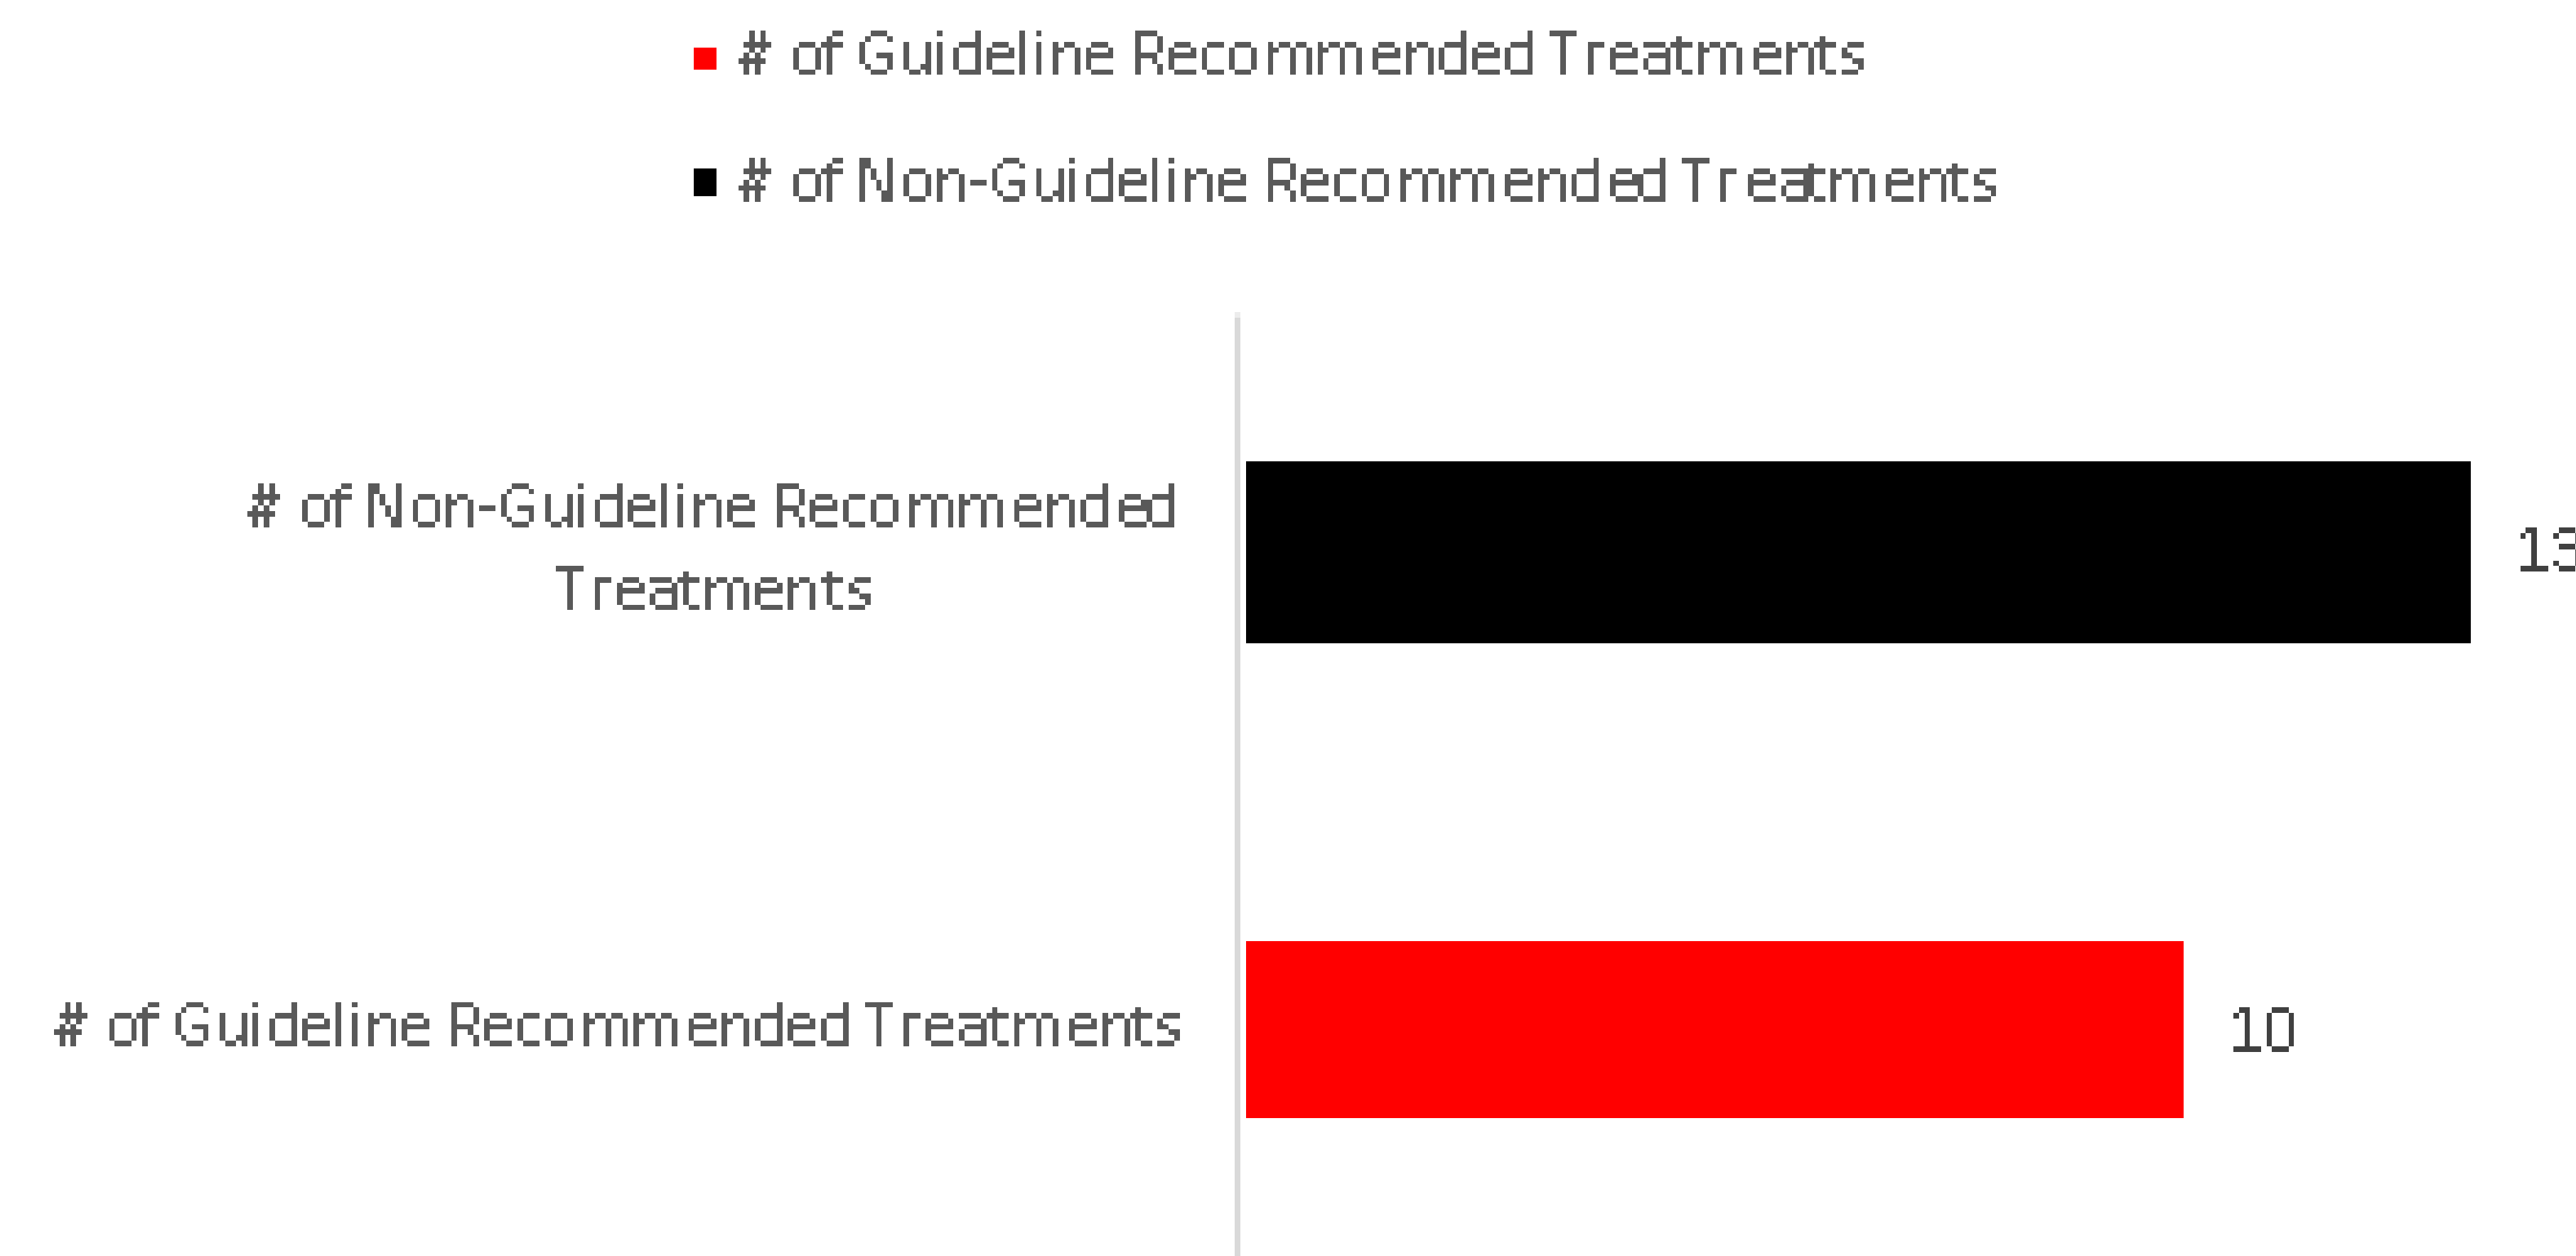 # of Guideline Recommended Treatments
# of Non-Guideline Recommended Treatments
# of Non-Guideline Recommended
Treatments
13
# of Guideline Recommended Treatments
10